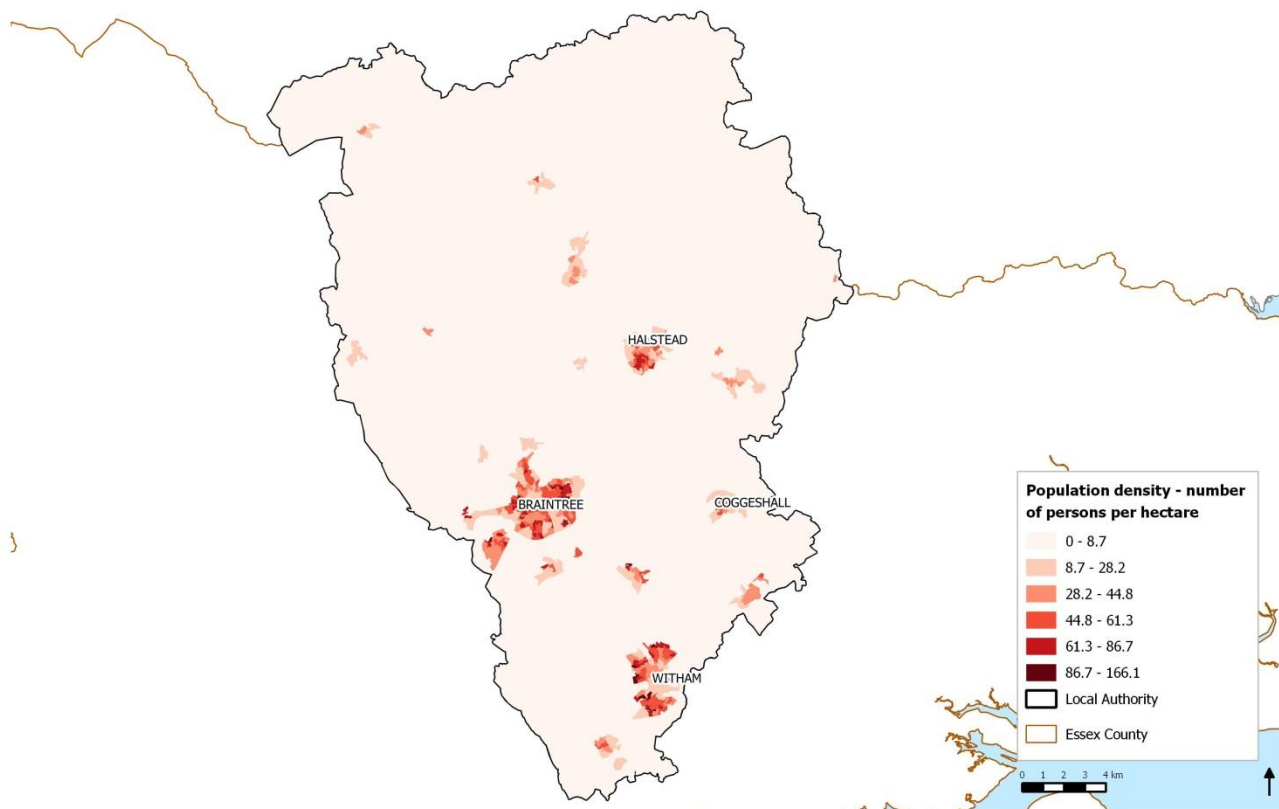 HALSTEAD
BRAINTREE
COGGESHALL
WITHAM
Population density - number
of persons per hectare
0 - 8.7
8.7 - 28.2
28.2 - 44.8
44.8 - 61.3
61.3 - 86.7
86.7 - 166.1
Local Authority
Essex County
0 1 2 3 4 km